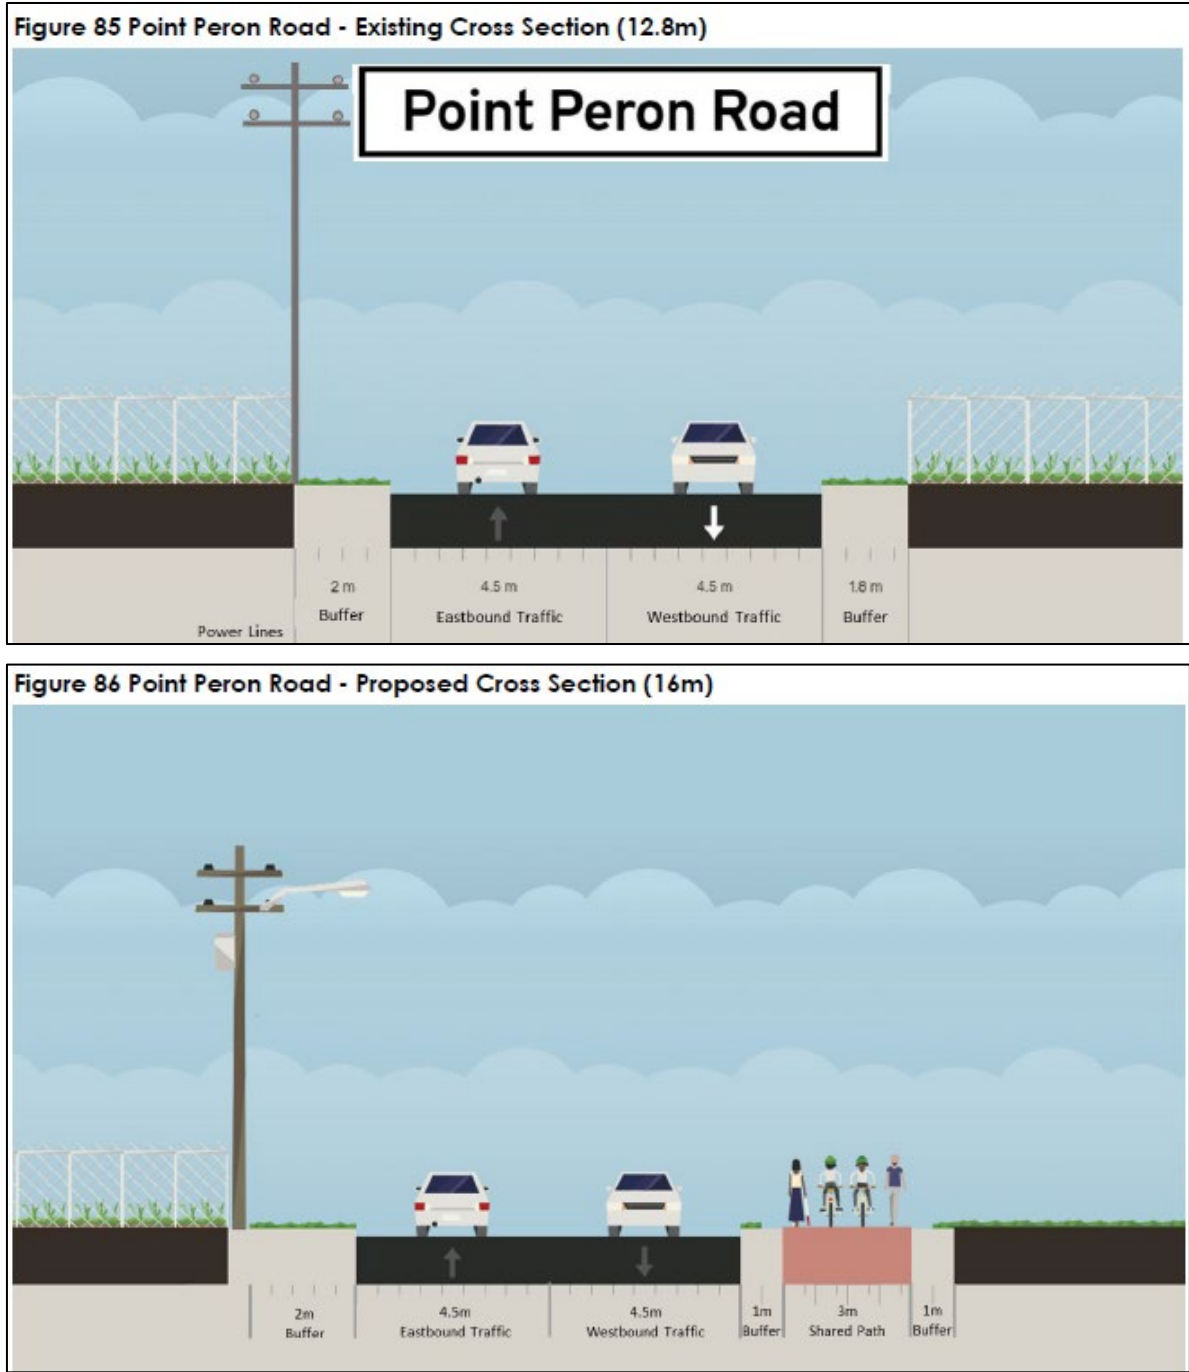 Figure 85 Point Peron Road - Existing Cross Section (12.8m)
Point Peron Road
2 m
4.5 m
4.5 m
1.8 m
Buffer
Eastbound Traffic
Westbound Traffic
Buffer
Power Lines
Figure 86 Point Peron Road - Proposed Cross Section (16m)
2m
4.5m
4.5m
1m
3m
1m
Buffer
Eastbound Traffic
Westbound Traffic
Buffer
Shared Path
Buffer